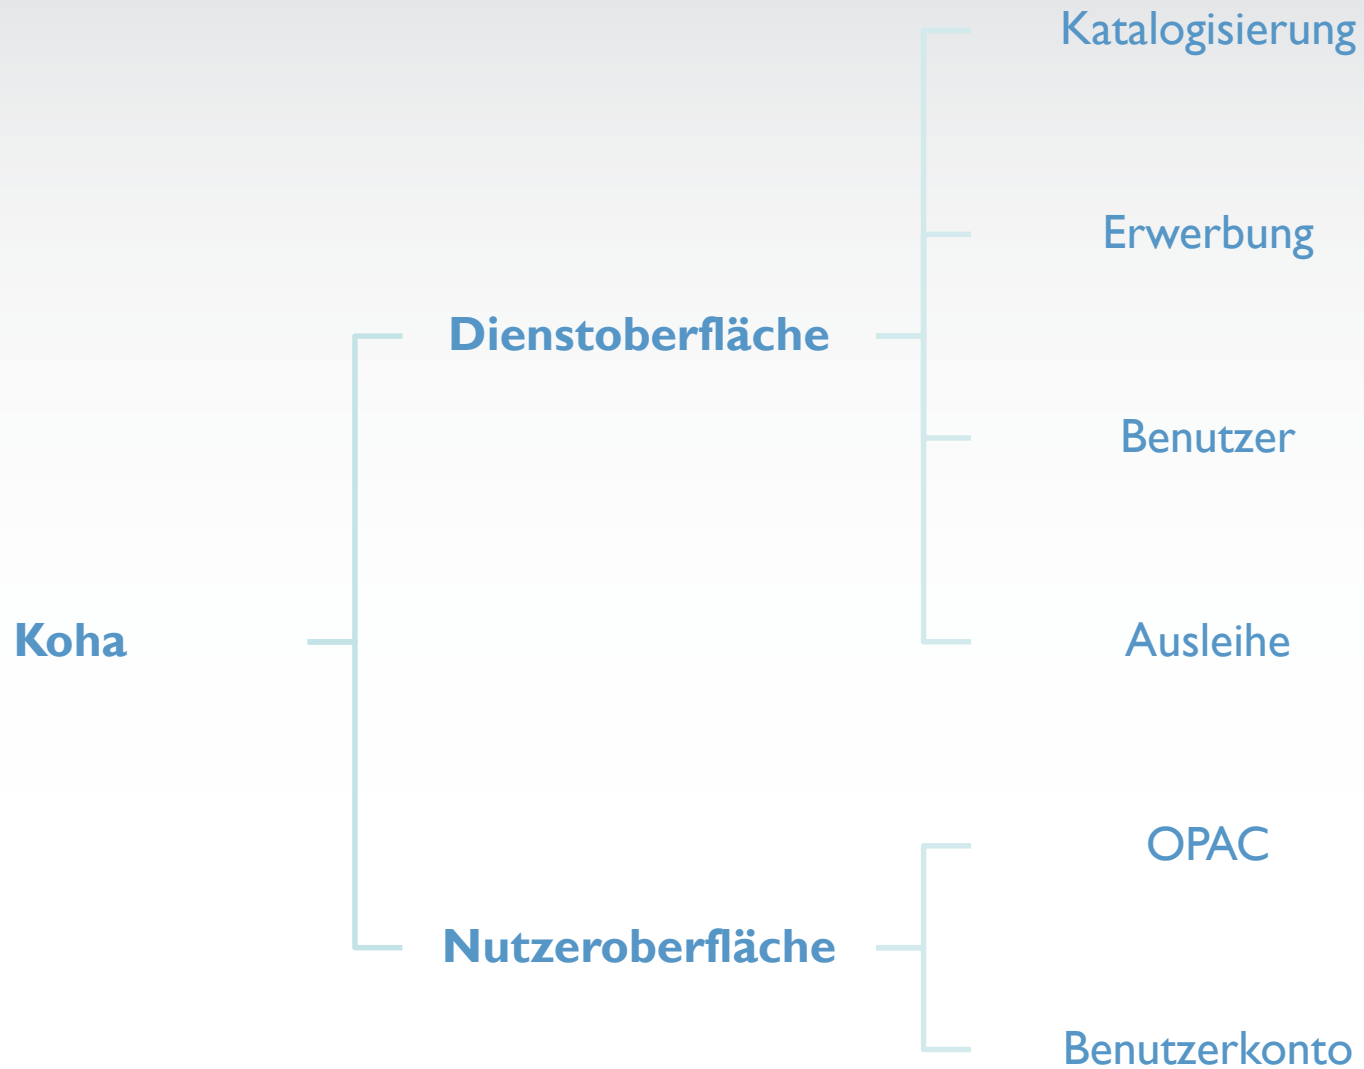 Koha
Dienstoberfläche
Katalogisierung
Erwerbung
Benutzer
Ausleihe
Nutzeroberfläche
OPAC
Benutzerkonto